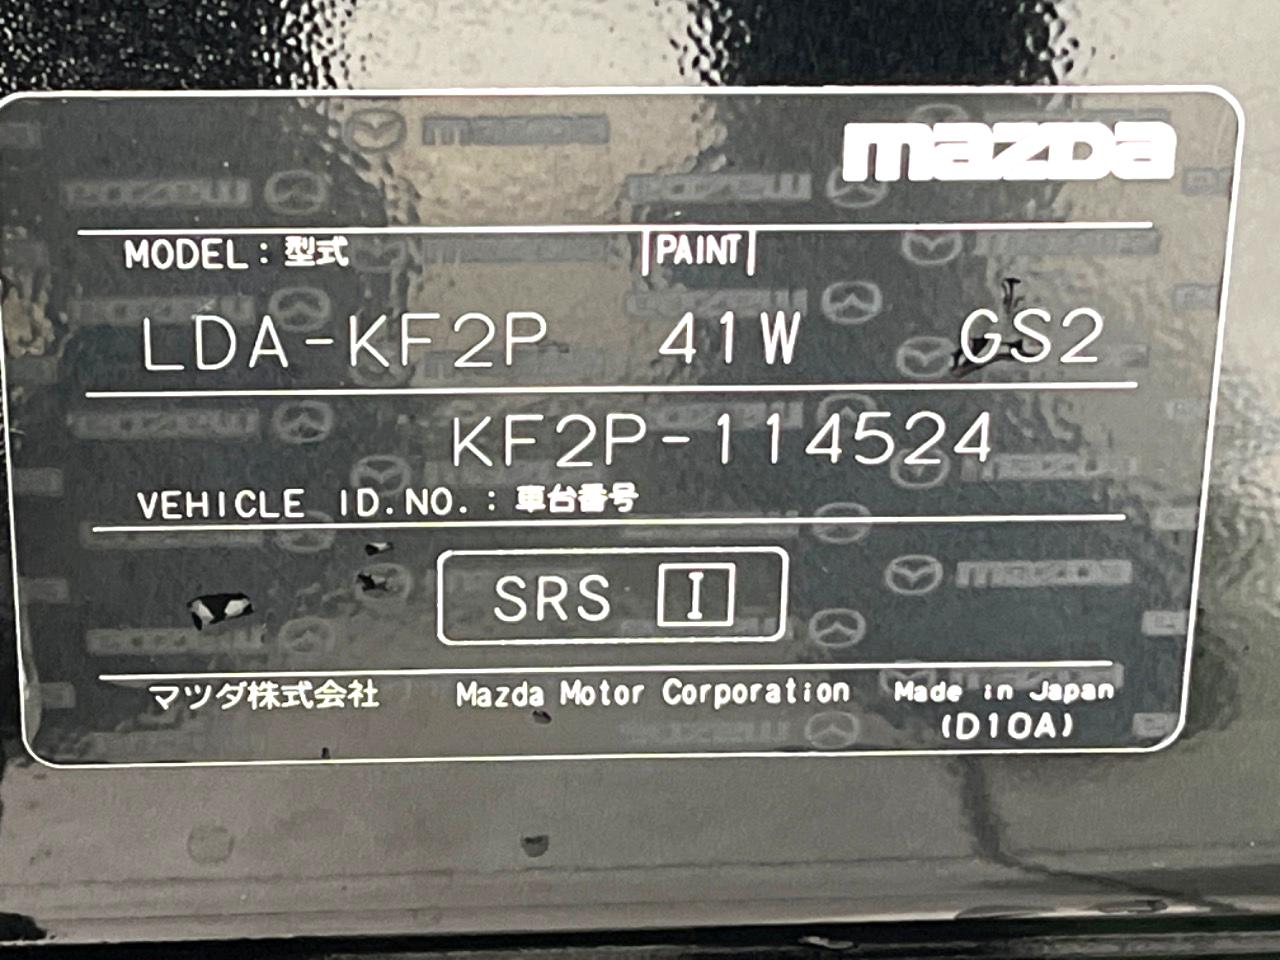 mazda
MODEL : 型式 PAINT
LDA-KF2P 41W GS2
KF2P-114524
VEHICLE ID.NO. : 車台番号
SRS I
マツダ株式会社 Mazda Motor Corporation Made in Japan
(D10A)